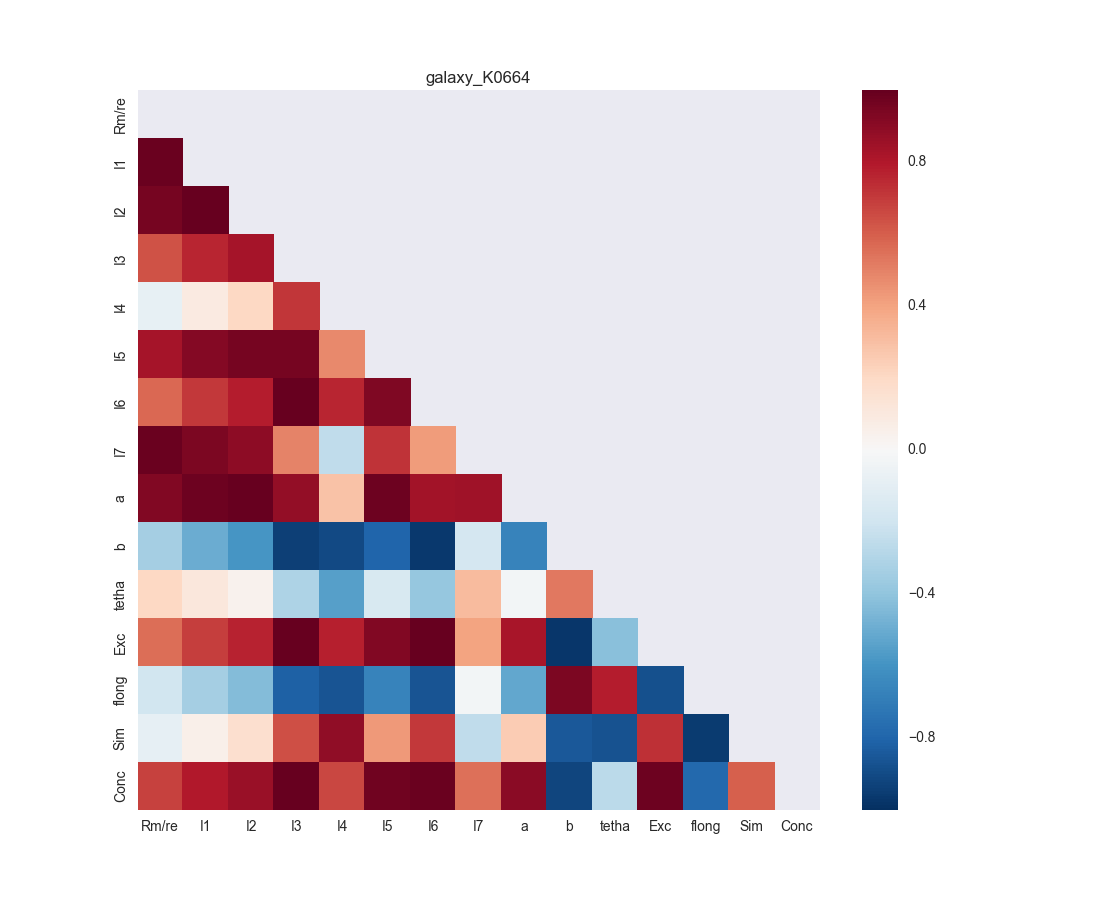 galaxy_K0664
Rm/re
I1
I2
I3
I4
I5
I6
I7
a
b
tetha
Exc
flong
Sim
Conc
Rm/re I1 I2 I3 I4 I5 I6 I7 a b tetha Exc flong Sim Conc
0.8
0.4
0.0
−0.4
−0.8